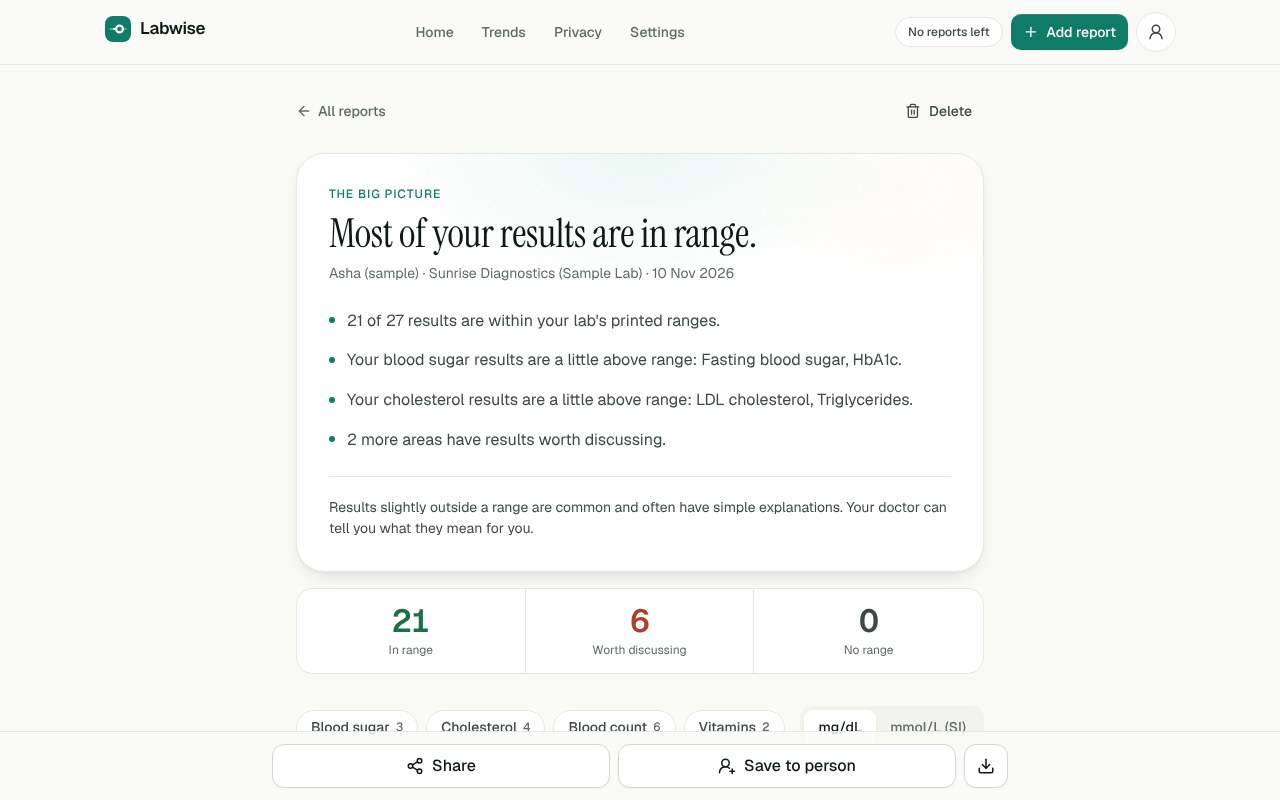 Labwise
Home
Trends
Privacy
Settings
No reports left
Add report
All reports
Delete
THE BIG PICTURE
Most of your results are in range.
Asha (sample) · Sunrise Diagnostics (Sample Lab) · 10 Nov 2026
21 of 27 results are within your lab's printed ranges.
Your blood sugar results are a little above range: Fasting blood sugar, HbA1c.
Your cholesterol results are a little above range: LDL cholesterol, Triglycerides.
2 more areas have results worth discussing.
Results slightly outside a range are common and often have simple explanations. Your doctor can
tell you what they mean for you.
21
In range
6
Worth discussing
0
No range
Blood sugar 3
Cholesterol 4
Blood count 6
Vitamins 2
mg/dL
mmol/L (SI)
Share
Save to person